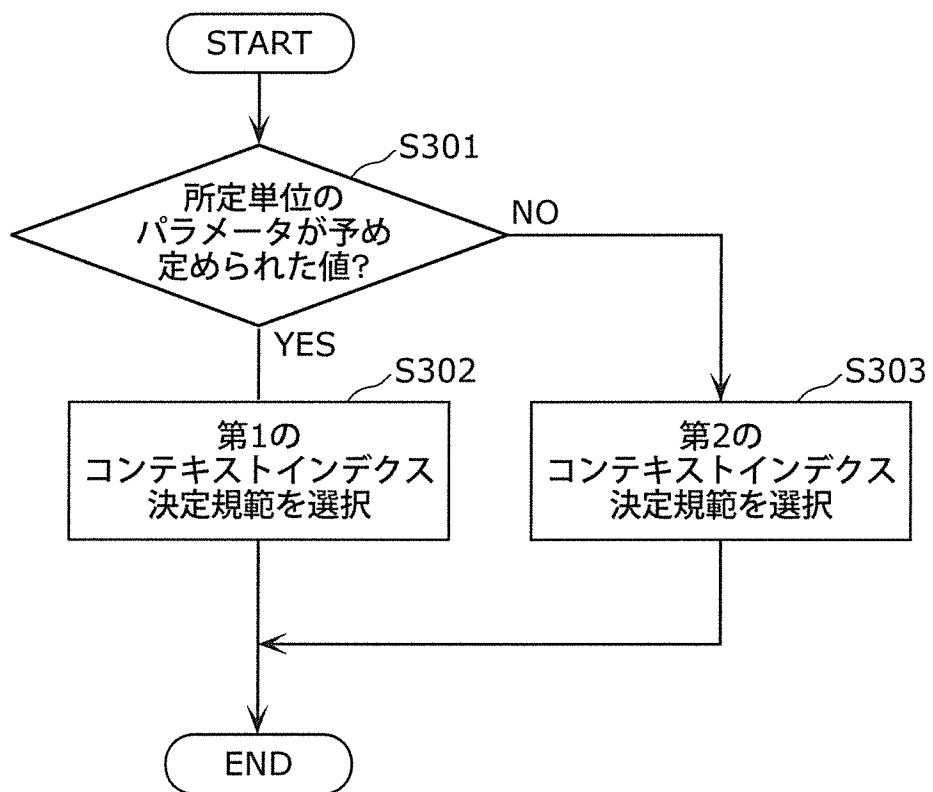 START
S301
所定単位の
パラメータが予め
定められた値?
NO
YES
S302
第1の
コンテキストインデクス
決定規範を選択
S303
第2の
コンテキストインデクス
決定規範を選択
END